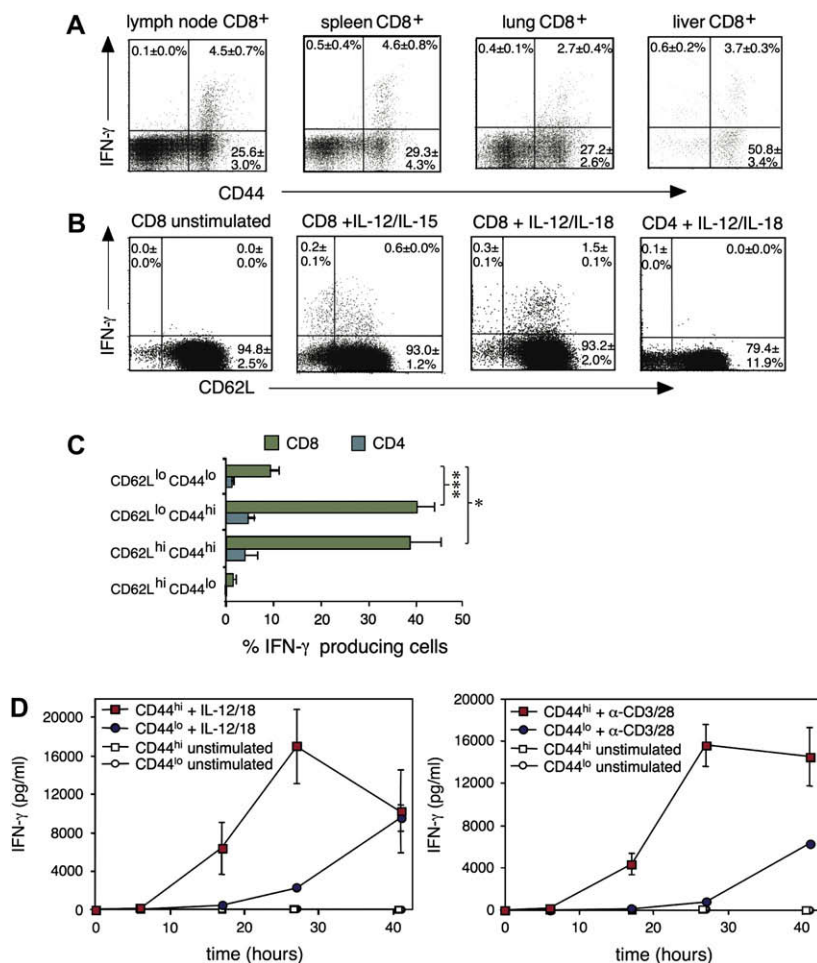 A
lymph node CD8+
spleen CD8+
lung CD8+
liver CD8+
IFN-γ
0.1±0.0%
4.5±0.7%
25.6±
3.0%
0.5±0.4%
4.6±0.8%
29.3±
4.3%
0.4±0.1%
2.7±0.4%
27.2±
2.6%
0.6±0.2%
3.7±0.3%
50.8±
3.4%
CD44
B
CD8 unstimulated
CD8 +IL-12/IL-15
CD8 + IL-12/IL-18
CD4 + IL-12/IL-18
IFN-γ
0.0±
0.0%
0.0±
0.0%
94.8±
2.5%
0.2±
0.1%
0.6±0.0%
93.0±
1.2%
0.3±
0.1%
1.5±
0.1%
93.2±
2.0%
0.1±
0.0%
0.0±0.0%
79.4±
11.9%
CD62L
C
CD8
CD4
CD62Llo CD44lo
CD62Llo CD44hi
CD62Lhi CD44hi
CD62Lhi CD44lo
***
*
0 10 20 30 40 50
% IFN-γ producing cells
D
CD44hi + IL-12/18
CD44lo + IL-12/18
CD44hi unstimulated
CD44lo unstimulated
IFN-γ (pg/ml)
20000
16000
12000
8000
4000
0
0 10 20 30 40
time (hours)
CD44hi + α-CD3/28
CD44lo + α-CD3/28
CD44hi unstimulated
CD44lo unstimulated
IFN-γ (pg/ml)
20000
16000
12000
8000
4000
0
0 10 20 30 40
time (hours)